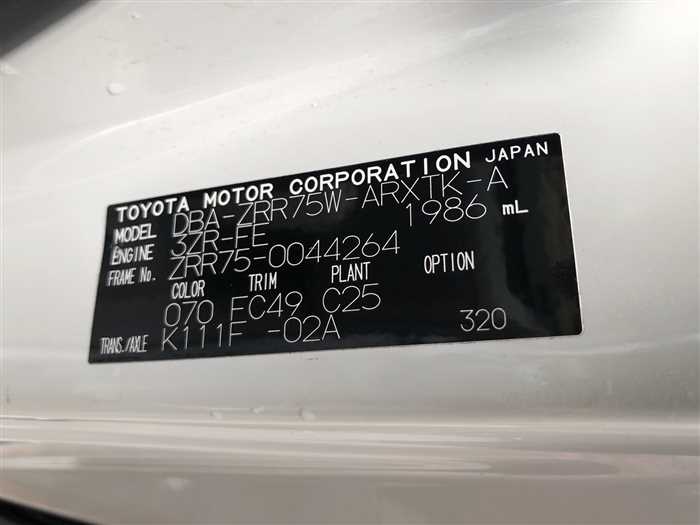 TOYOTA MOTOR CORPORATION JAPAN
MODEL DBA-ZRR75W-ARXTK-A
ENGINE 3ZR-FE 1986 mL
FRAME No. ZRR75-0044264
COLOR TRIM PLANT OPTION
070 FC49 C25
TRANS./AXLE K111F -02A 320